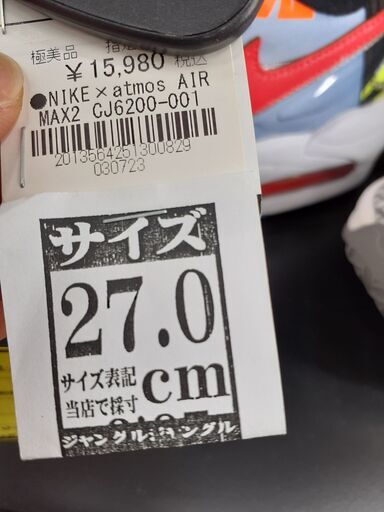 極美品
¥15,980 税込
●NIKE×atmos AIR
MAX2 CJ6200-001
2013564251300829
030723
サイズ
27.0
サイズ表記
当店で採寸
cm
ジャングルジャングル